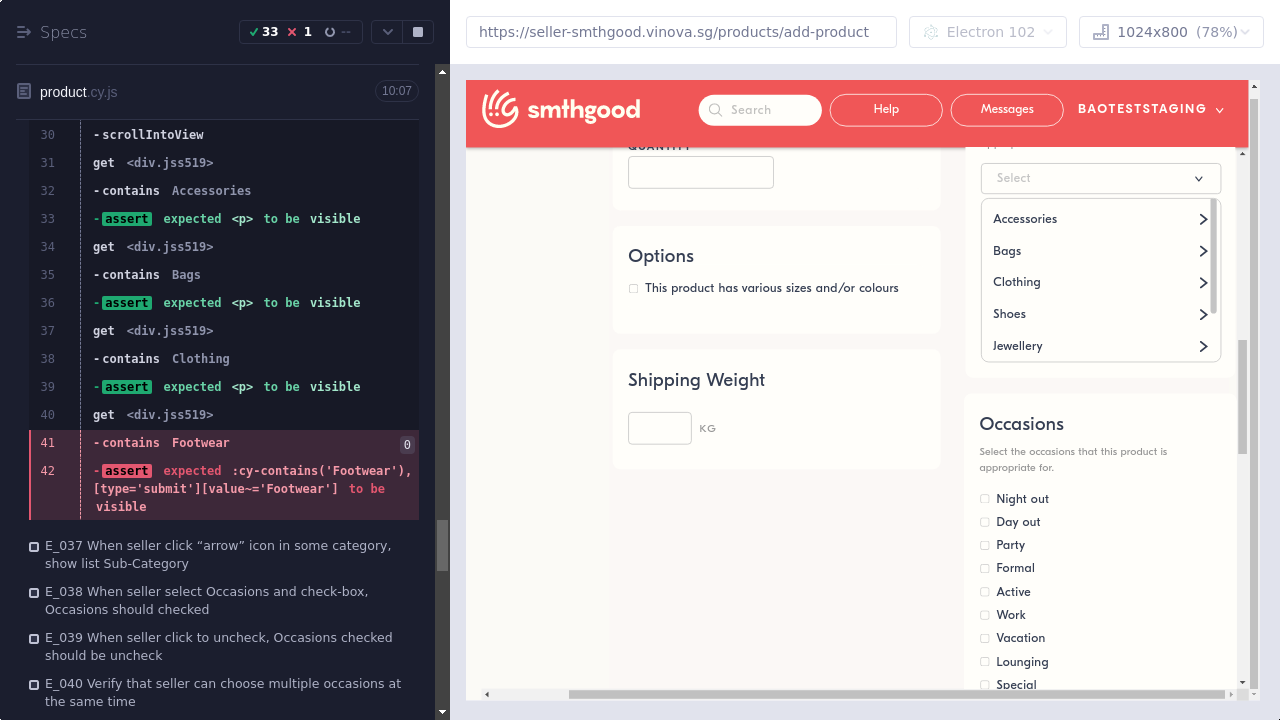 Specs
33
1
--
product.cy.js
10:07
30 -scrollIntoView
31 get <div.jss519>
32 -contains Accessories
33 -assert expected <p> to be visible
34 get <div.jss519>
35 -contains Bags
36 -assert expected <p> to be visible
37 get <div.jss519>
38 -contains Clothing
39 -assert expected <p> to be visible
40 get <div.jss519>
41 -contains Footwear 0
42 -assert expected :cy-contains('Footwear'),
[type='submit'][value~='Footwear'] to be
visible
E_037 When seller click “arrow” icon in some category,
show list Sub-Category
E_038 When seller select Occasions and check-box,
Occasions should checked
E_039 When seller click to uncheck, Occasions checked
should be uncheck
E_040 Verify that seller can choose multiple occasions at
the same time
https://seller-smthgood.vinova.sg/products/add-product
Electron 102
1024x800 (78%)
smthgood
Search
Help
Messages
BAOTESTSTAGING
QUANTITY
Options
This product has various sizes and/or colours
Shipping Weight
KG
Select
Accessories
Bags
Clothing
Shoes
Jewellery
Occasions
Select the occasions that this product is
appropriate for.
Night out
Day out
Party
Formal
Active
Work
Vacation
Lounging
Special